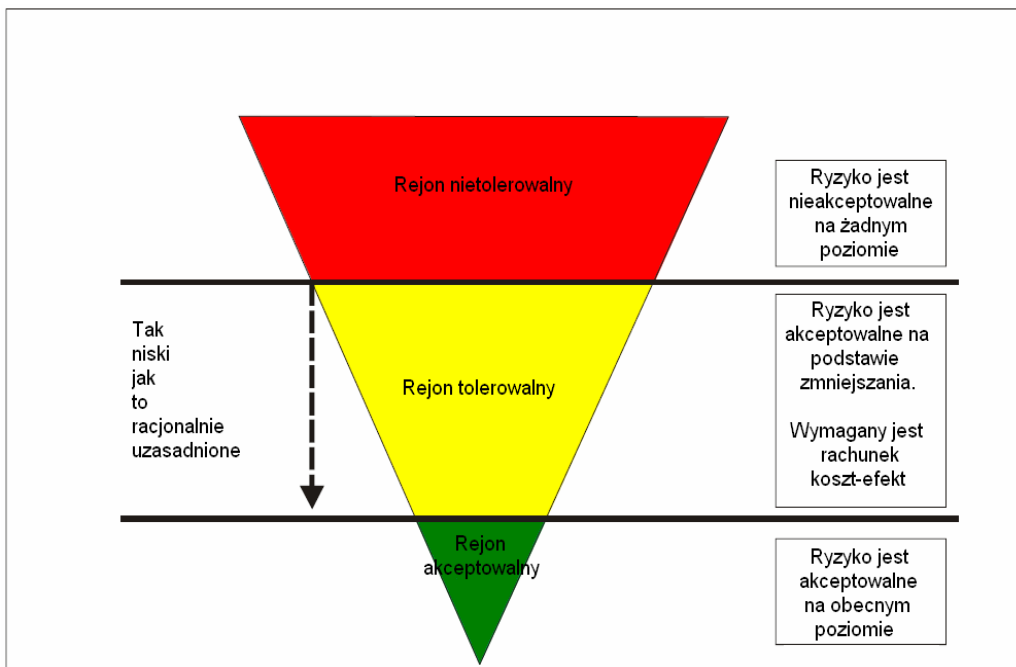 Rejon nietolerowalny
Ryzyko jest
nieakceptowalne
na żadnym
poziomie
Tak
niski
jak
to
racjonalnie
uzasadnione
Rejon tolerowalny
Ryzyko jest
akceptowalne na
podstawie
zmniejszania.
Wymagany jest
rachunek
koszt-efekt
Rejon
akceptowalny
Ryzyko jest
akceptowalne
na obecnym
poziomie